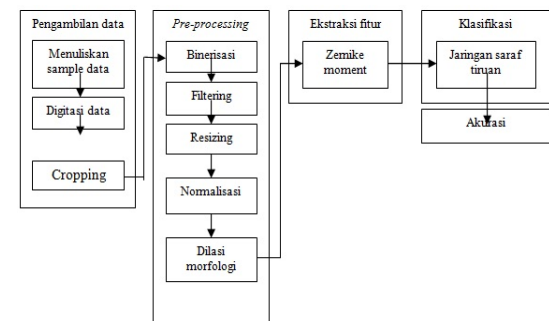 Pengambilan data
Menuliskan
sample data
Digitasi data
Cropping
Pre-processing
Binerisasi
Filtering
Resizing
Normalisasi
Dilasi
morfologi
Ekstraksi fitur
Zernike
moment
Klasifikasi
Jaringan saraf
tiruan
Akurasi